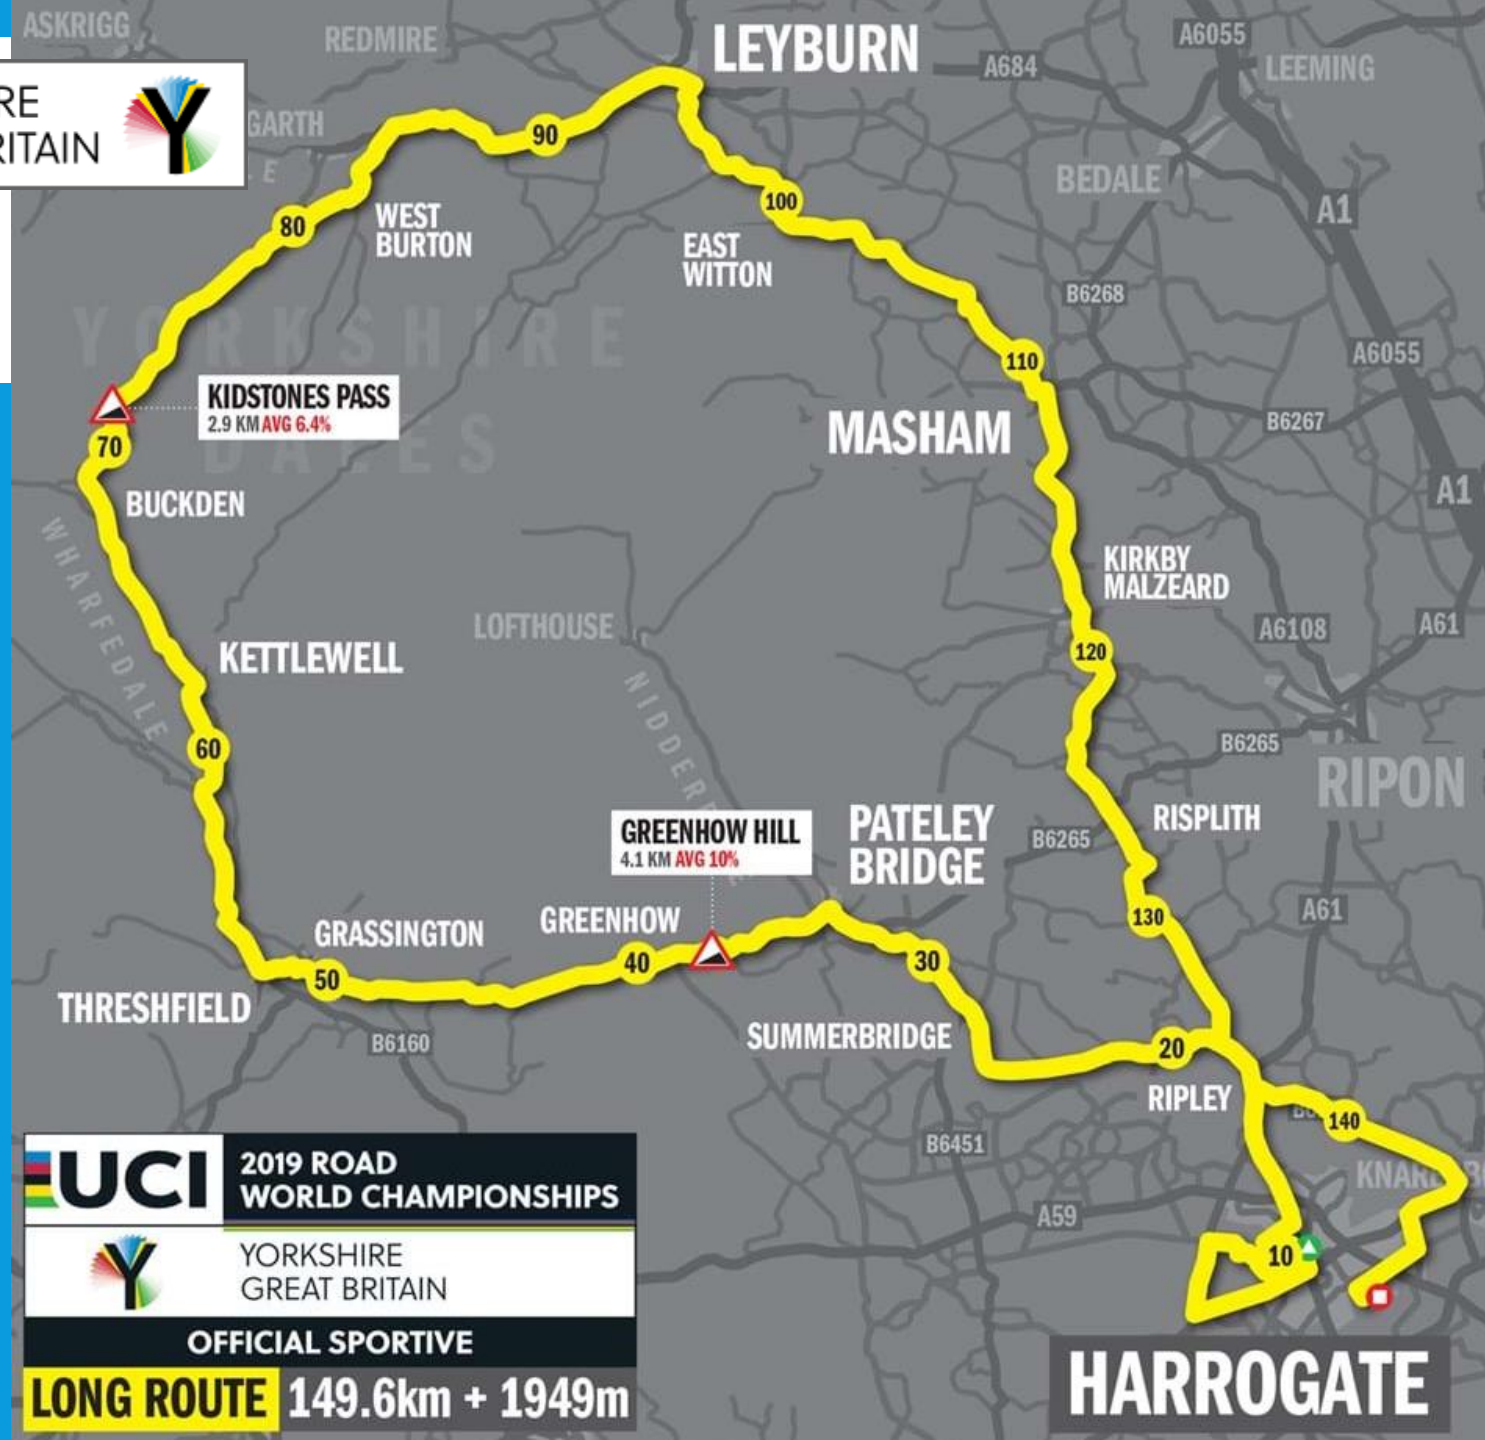 ASKRIGG
REDMIRE
LEYBURN
A684
A6055
LEEMING
RE
RITAIN
Y
GARTH
E
90
BEDALE
80
WEST
BURTON
100
A1
EAST
WITTON
B6268
YORKSHIRE
DALES
110
A6055
KIDSTONES PASS
2.9 KM AVG 6.4%
70
MASHAM
B6267
BUCKDEN
A1
WHARFEDALE
KIRKBY
MALZEARD
LOFTHOUSE
A6108
A61
KETTLEWELL
120
60
B6265
RIPON
GREENHOW HILL
4.1 KM AVG 10%
PATELEY
BRIDGE
B6265
RISPLITH
GRASSINGTON
GREENHOW
130
A61
THRESHFIELD
50
40
30
B6160
SUMMERBRIDGE
20
RIPLEY
140
B6451
KNAR
A59
10
UCI
2019 ROAD
WORLD CHAMPIONSHIPS
Y
YORKSHIRE
GREAT BRITAIN
OFFICIAL SPORTIVE
LONG ROUTE 149.6km + 1949m
HARROGATE